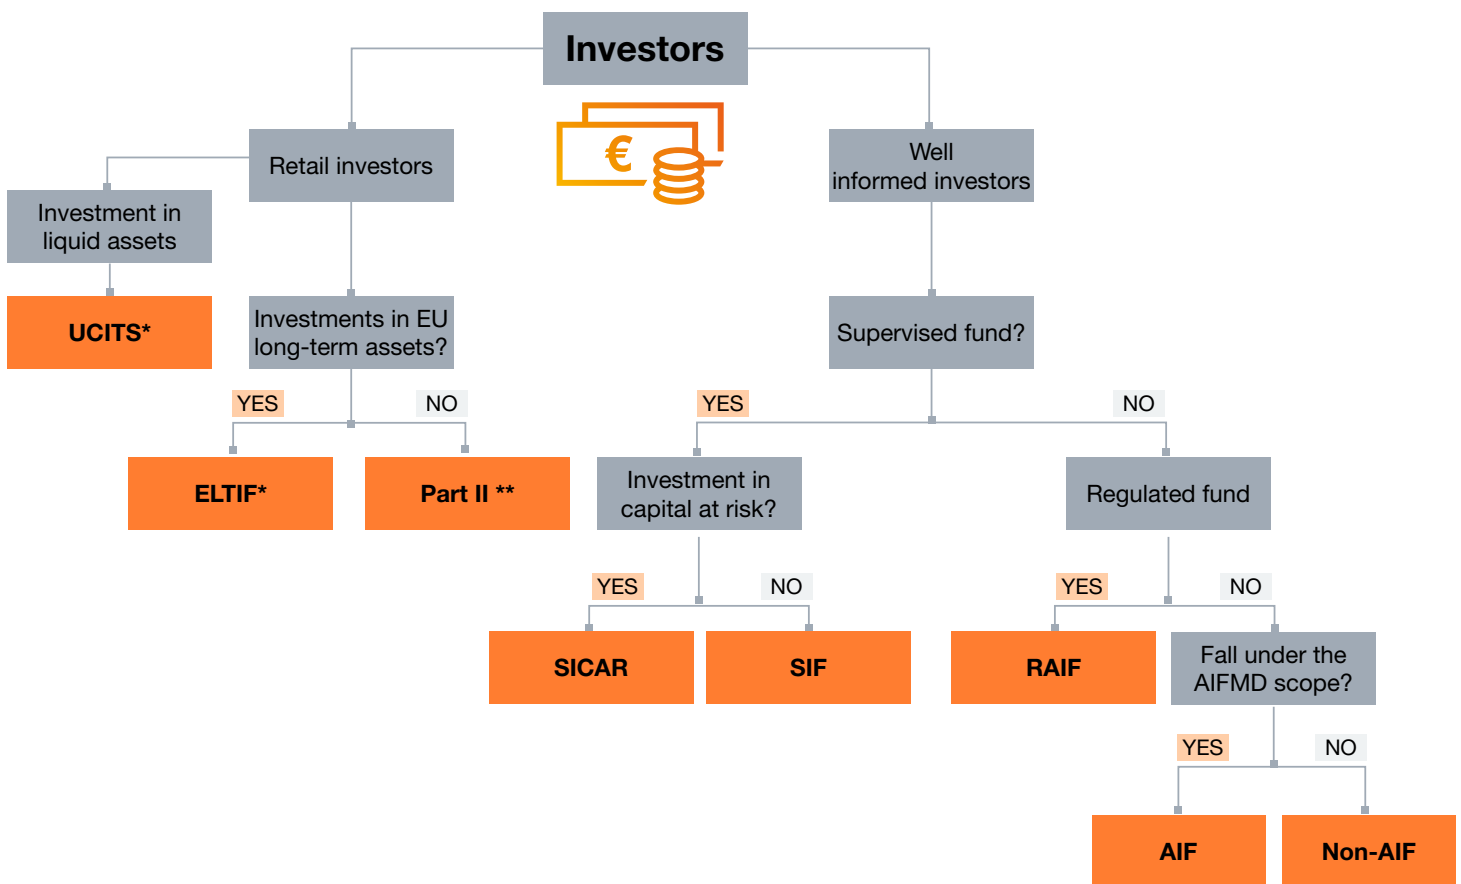 Investors
€
Retail investors
Well
informed investors
Investment in
liquid assets
UCITS*
Investments in EU
long-term assets?
Supervised fund?
YES
NO
YES
NO
ELTIF*
Part II **
Investment in
capital at risk?
Regulated fund
YES
NO
YES
NO
SICAR
SIF
RAIF
Fall under the
AIFMD scope?
YES
NO
AIF
Non-AIF